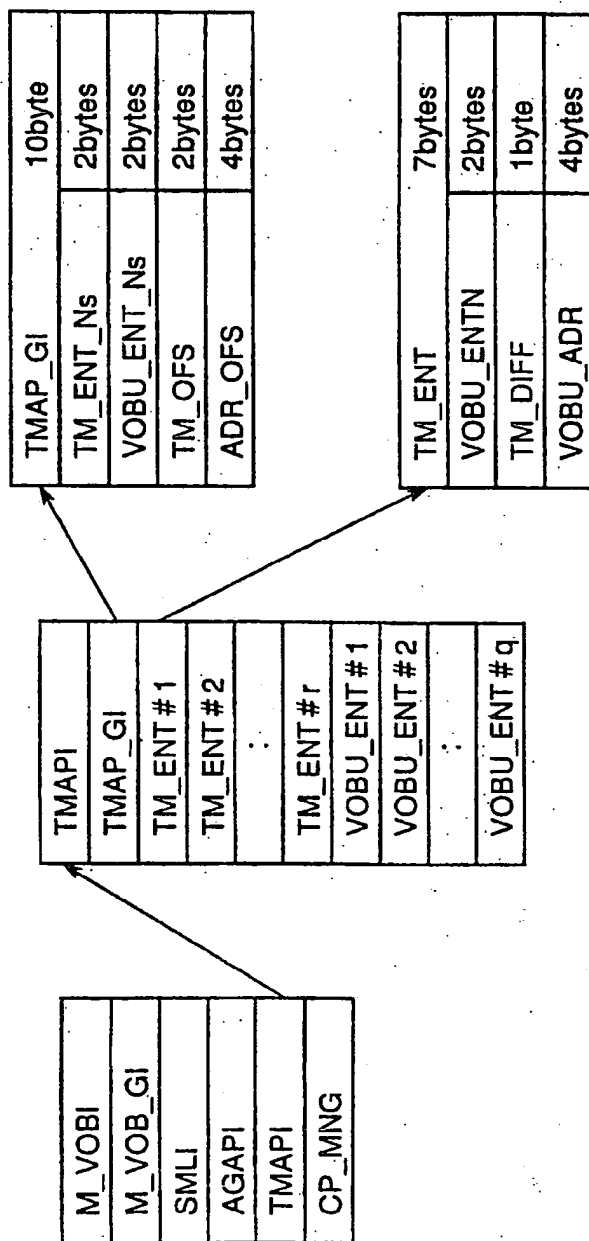 M_VOBI
M_VOB_GI
SMLI
AGAPI
TMAPI
CP_MNG
TMAPI
TMAP_GI
TM_ENT#1
TM_ENT#2
:
TM_ENT#r
VOBU_ENT#1
VOBU_ENT#2
:
VOBU_ENT#q
TMAP_GI 10byte
TM_ENT_Ns 2bytes
VOBU_ENT_Ns 2bytes
TM_OFS 2bytes
ADR_OFS 4bytes
TM_ENT 7bytes
VOBU_ENTN 2bytes
TM_DIFF 1byte
VOBU_ADR 4bytes